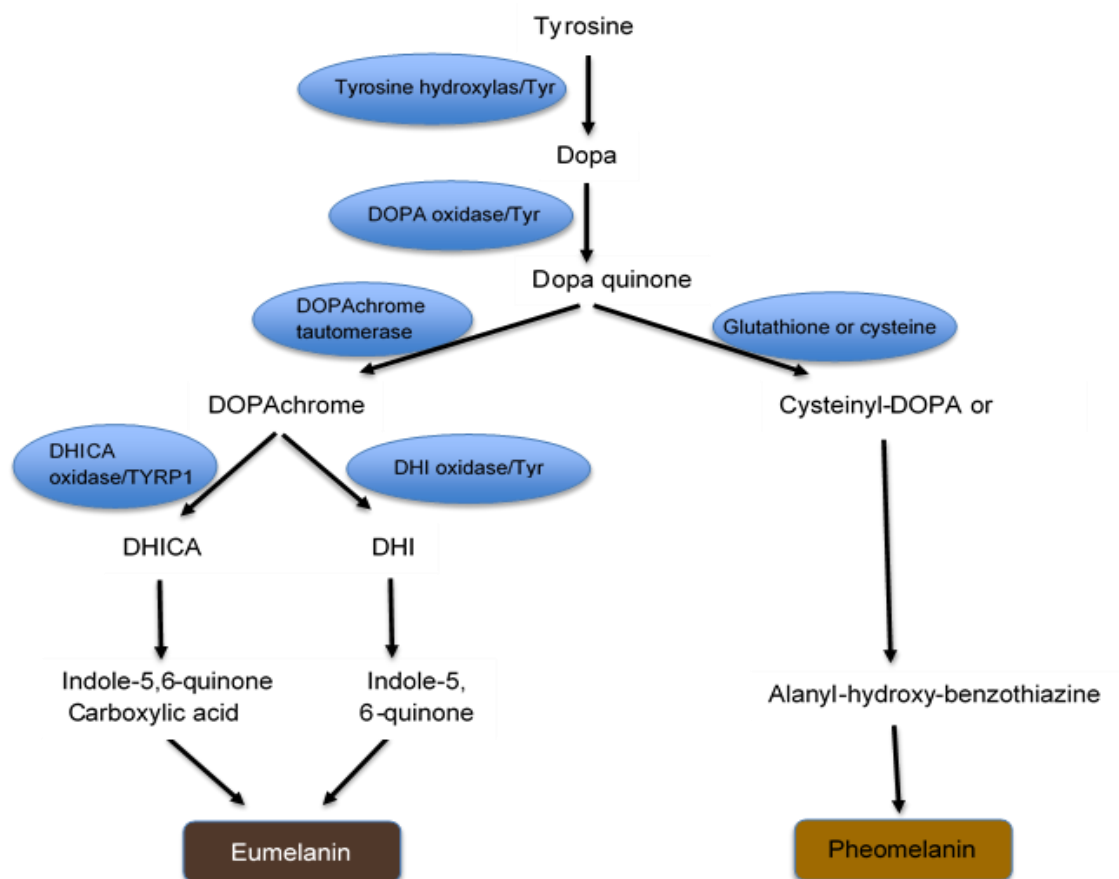 Tyrosine
Tyrosine hydroxylas/Tyr
Dopa
DOPA oxidase/Tyr
Dopa quinone
DOPAchrome
tautomerase
Glutathione or cysteine
DOPAchrome
Cysteinyl-DOPA or
DHICA
oxidase/TYRP1
DHI oxidase/Tyr
DHICA
DHI
Indole-5,6-quinone
Carboxylic acid
Indole-5,
6-quinone
Alanyl-hydroxy-benzothiazine
Eumelanin
Pheomelanin